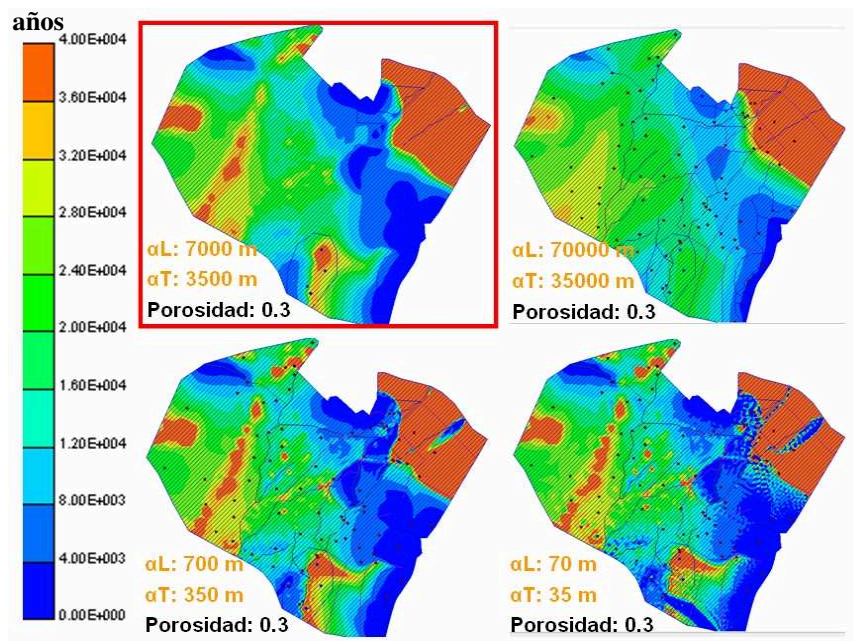 años
4.00E+004
3.60E+004
3.20E+004
2.80E+004
2.40E+004
2.00E+004
1.60E+004
1.20E+004
8.00E+003
4.00E+003
0.00E+000
αL: 7000 m
αT: 3500 m
Porosidad: 0.3
αL: 70000 m
αT: 35000 m
Porosidad: 0.3
αL: 700 m
αT: 350 m
Porosidad: 0.3
αL: 70 m
αT: 35 m
Porosidad: 0.3